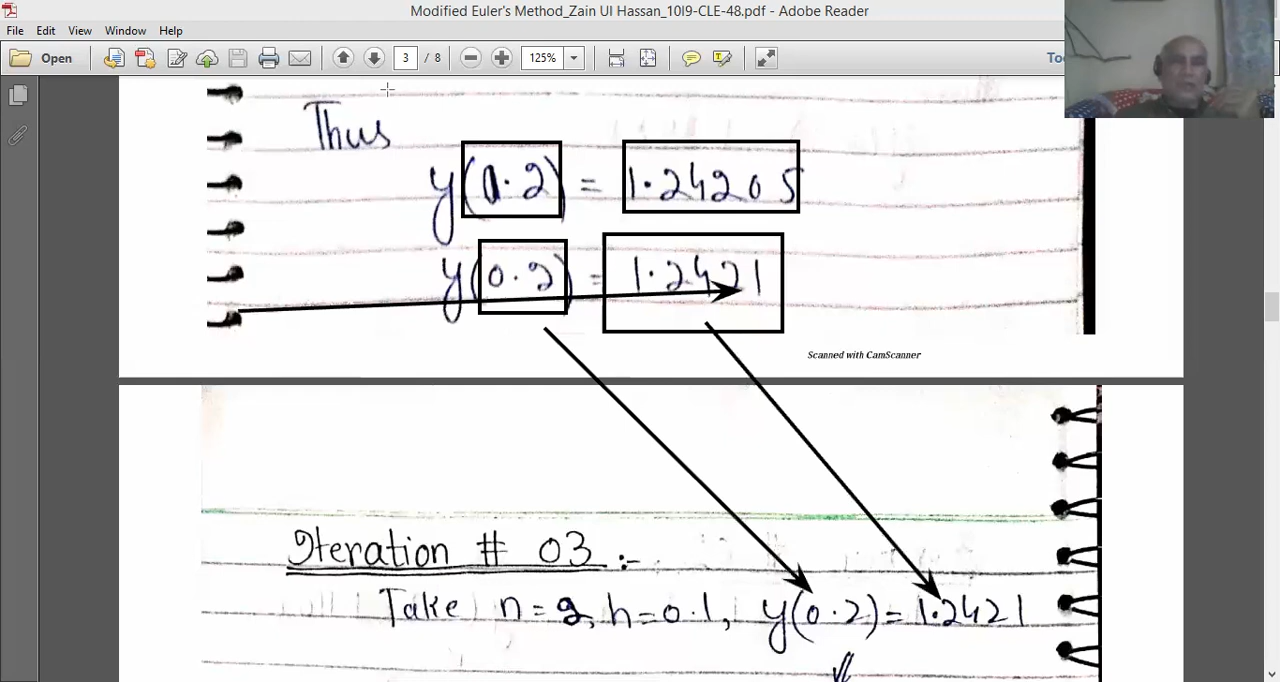 Modified Euler's Method_Zain Ul Hassan_10I9-CLE-48.pdf - Adobe Reader
File Edit View Window Help
Open 3 / 8 125% To
Thus
y(0.2) = 1.24205
y(0.2) = 1.2421
Scanned with CamScanner
Iteration # 03 :-
Take n=2, h=0.1, y(0.2)=1.2421